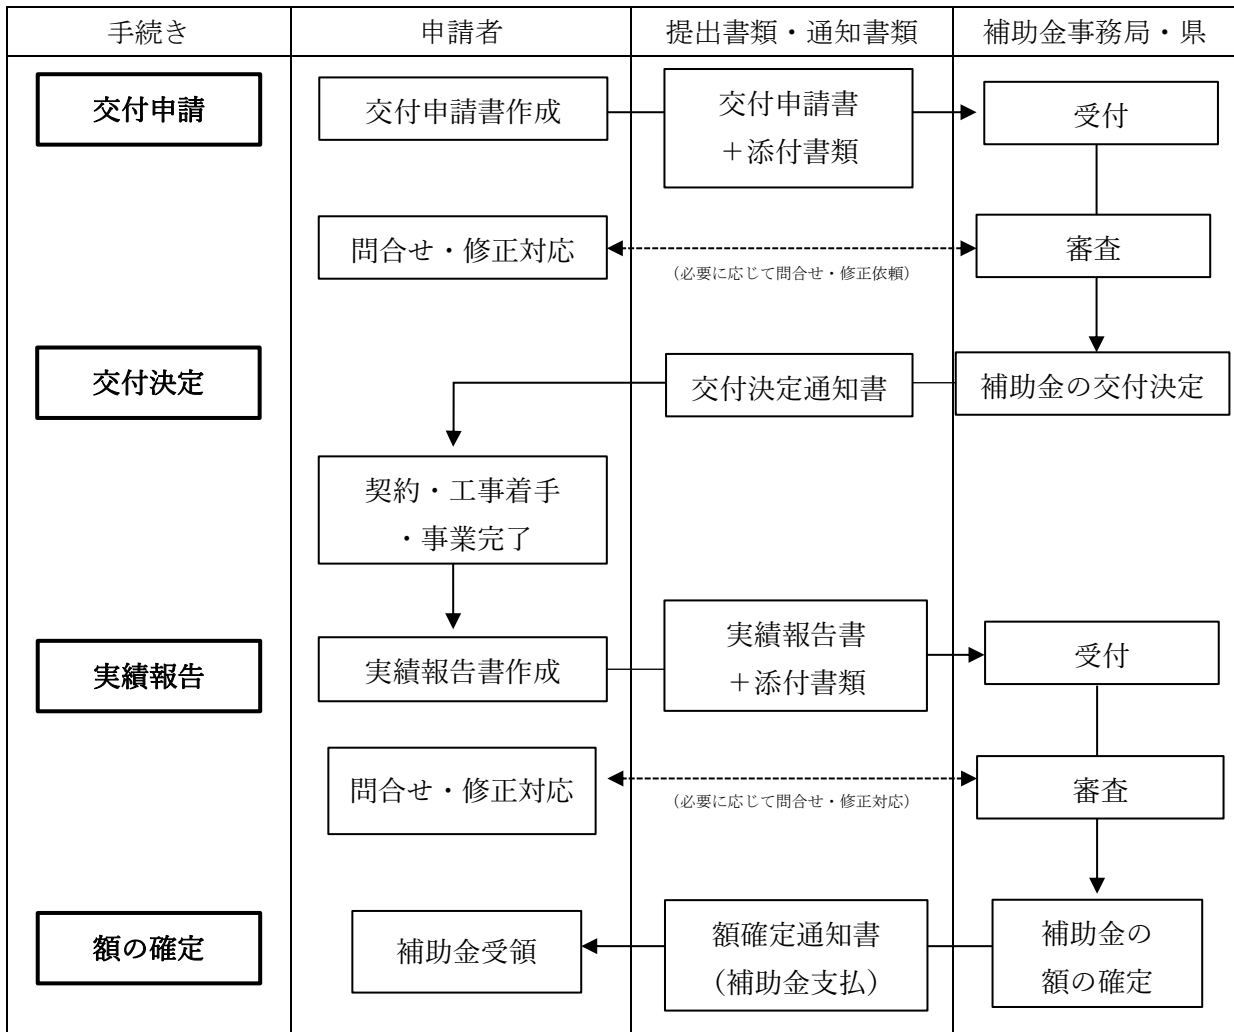 手続き
申請者
提出書類・通知書類
補助金事務局・県
交付申請
交付申請書作成
交付申請書
＋添付書類
受付
問合せ・修正対応
（必要に応じて問合せ・修正依頼）
審査
交付決定
交付決定通知書
補助金の交付決定
契約・工事着手
・事業完了
実績報告
実績報告書作成
実績報告書
＋添付書類
受付
問合せ・修正対応
（必要に応じて問合せ・修正対応）
審査
額の確定
補助金受領
額確定通知書
（補助金支払）
補助金の
額の確定